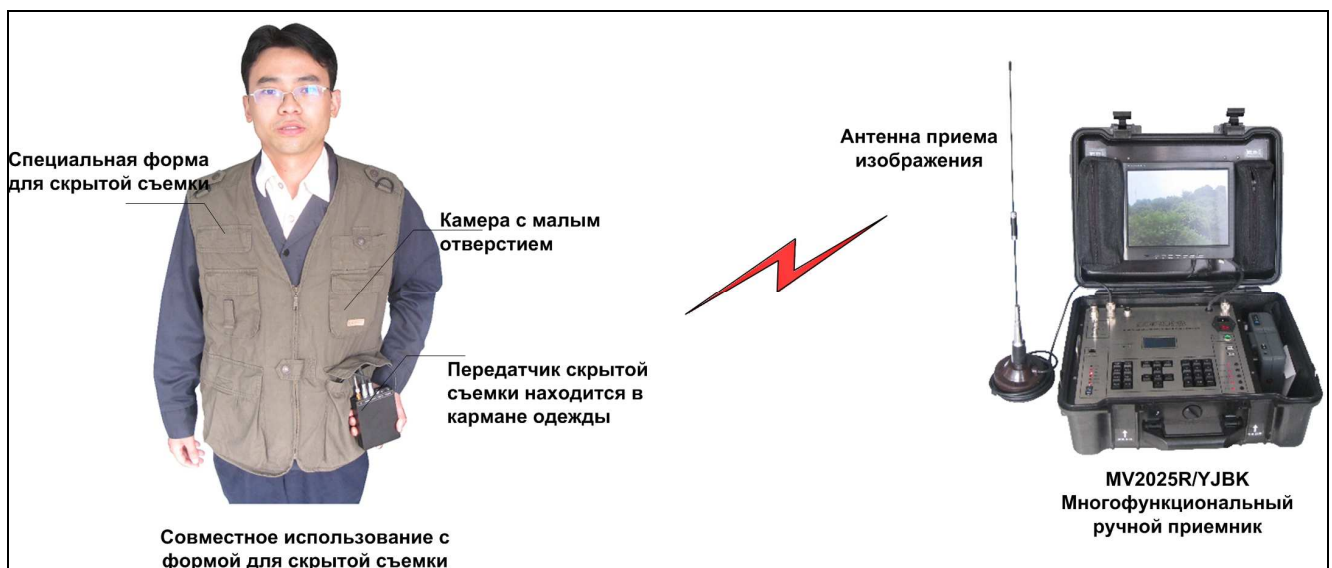 Специальная форма
для скрытой съемки
Камера с малым
отверстием
Передатчик скрытой
съемки находится в
кармане одежды
Совместное использование с
формой для скрытой съемки
Антенна приема
изображения
MV2025R/YJBK
Многофункциональный
ручной приемник